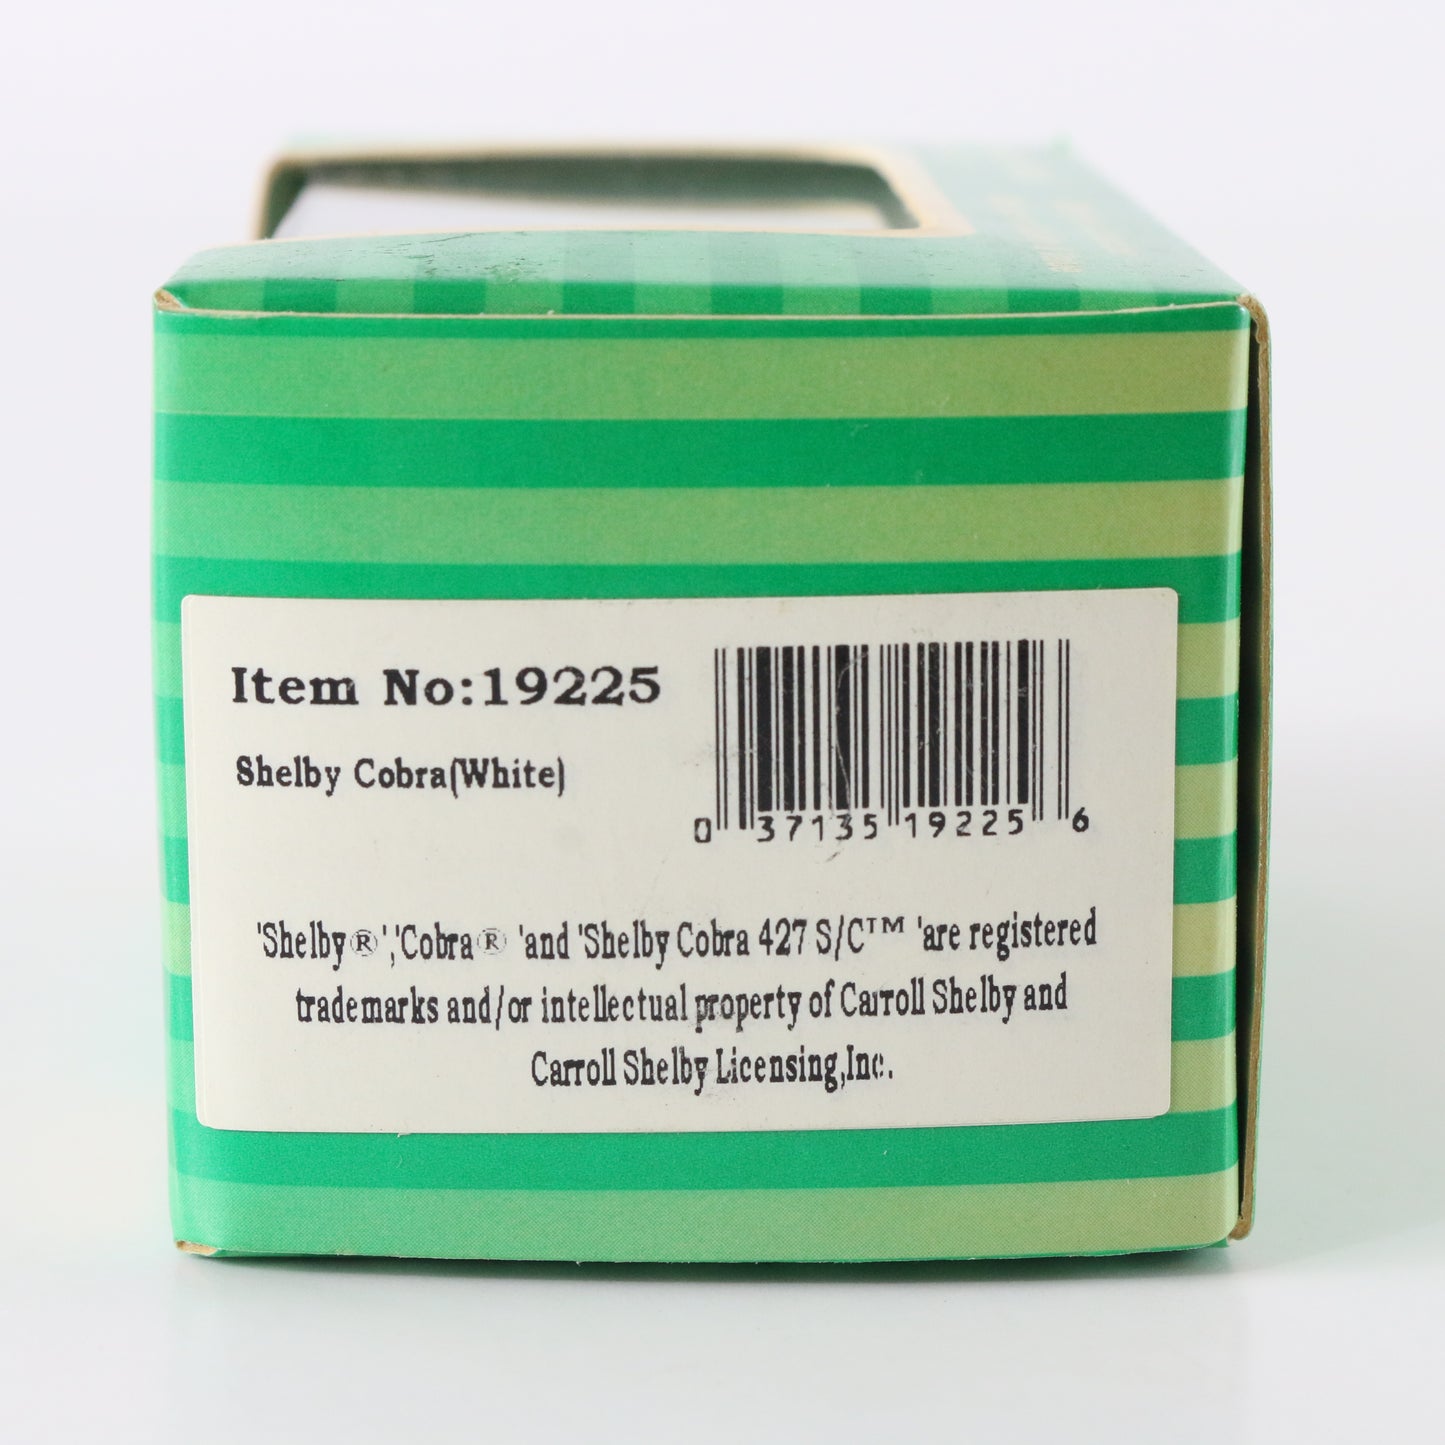 Item No:19225
Shelby Cobra(White)
0 37135 19225 6
'Shelby®','Cobra® 'and 'Shelby Cobra 427 S/C™ 'are registered
trademarks and/or intellectual property of Carroll Shelby and
Carroll Shelby Licensing,Inc.